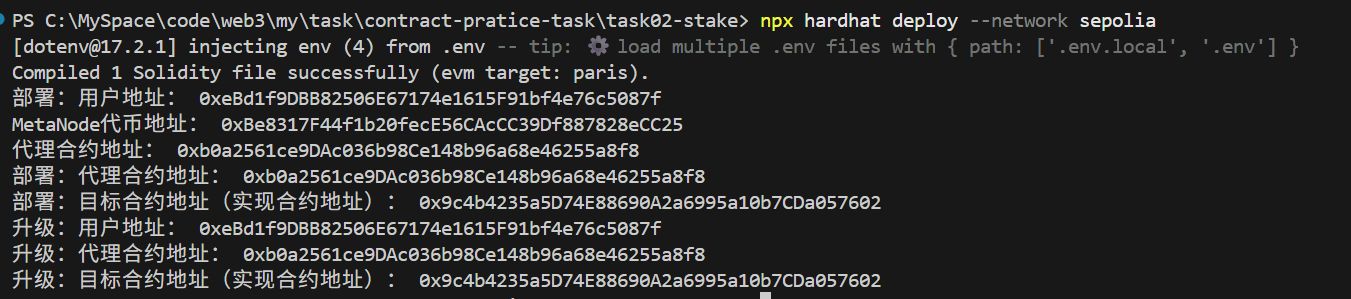 PS C:\MySpace\code\web3\my\task\contract-pratice-task\task02-stake> npx hardhat deploy --network sepolia
[dotenv@17.2.1] injecting env (4) from .env -- tip: ⚙️ load multiple .env files with { path: ['.env.local', '.env'] }
Compiled 1 Solidity file successfully (evm target: paris).
部署：用户地址： 0xeBd1f9DBB82506E67174e1615F91bf4e76c5087f
MetaNode代币地址： 0xBe8317F44f1b20fecE56CAcCC39Df887828eCC25
代理合约地址： 0xb0a2561ce9DAc036b98Ce148b96a68e46255a8f8
部署：代理合约地址： 0xb0a2561ce9DAc036b98Ce148b96a68e46255a8f8
部署：目标合约地址（实现合约地址）： 0x9c4b4235a5D74E88690A2a6995a10b7CDa057602
升级：用户地址： 0xeBd1f9DBB82506E67174e1615F91bf4e76c5087f
升级：代理合约地址： 0xb0a2561ce9DAc036b98Ce148b96a68e46255a8f8
升级：目标合约地址（实现合约地址）： 0x9c4b4235a5D74E88690A2a6995a10b7CDa057602